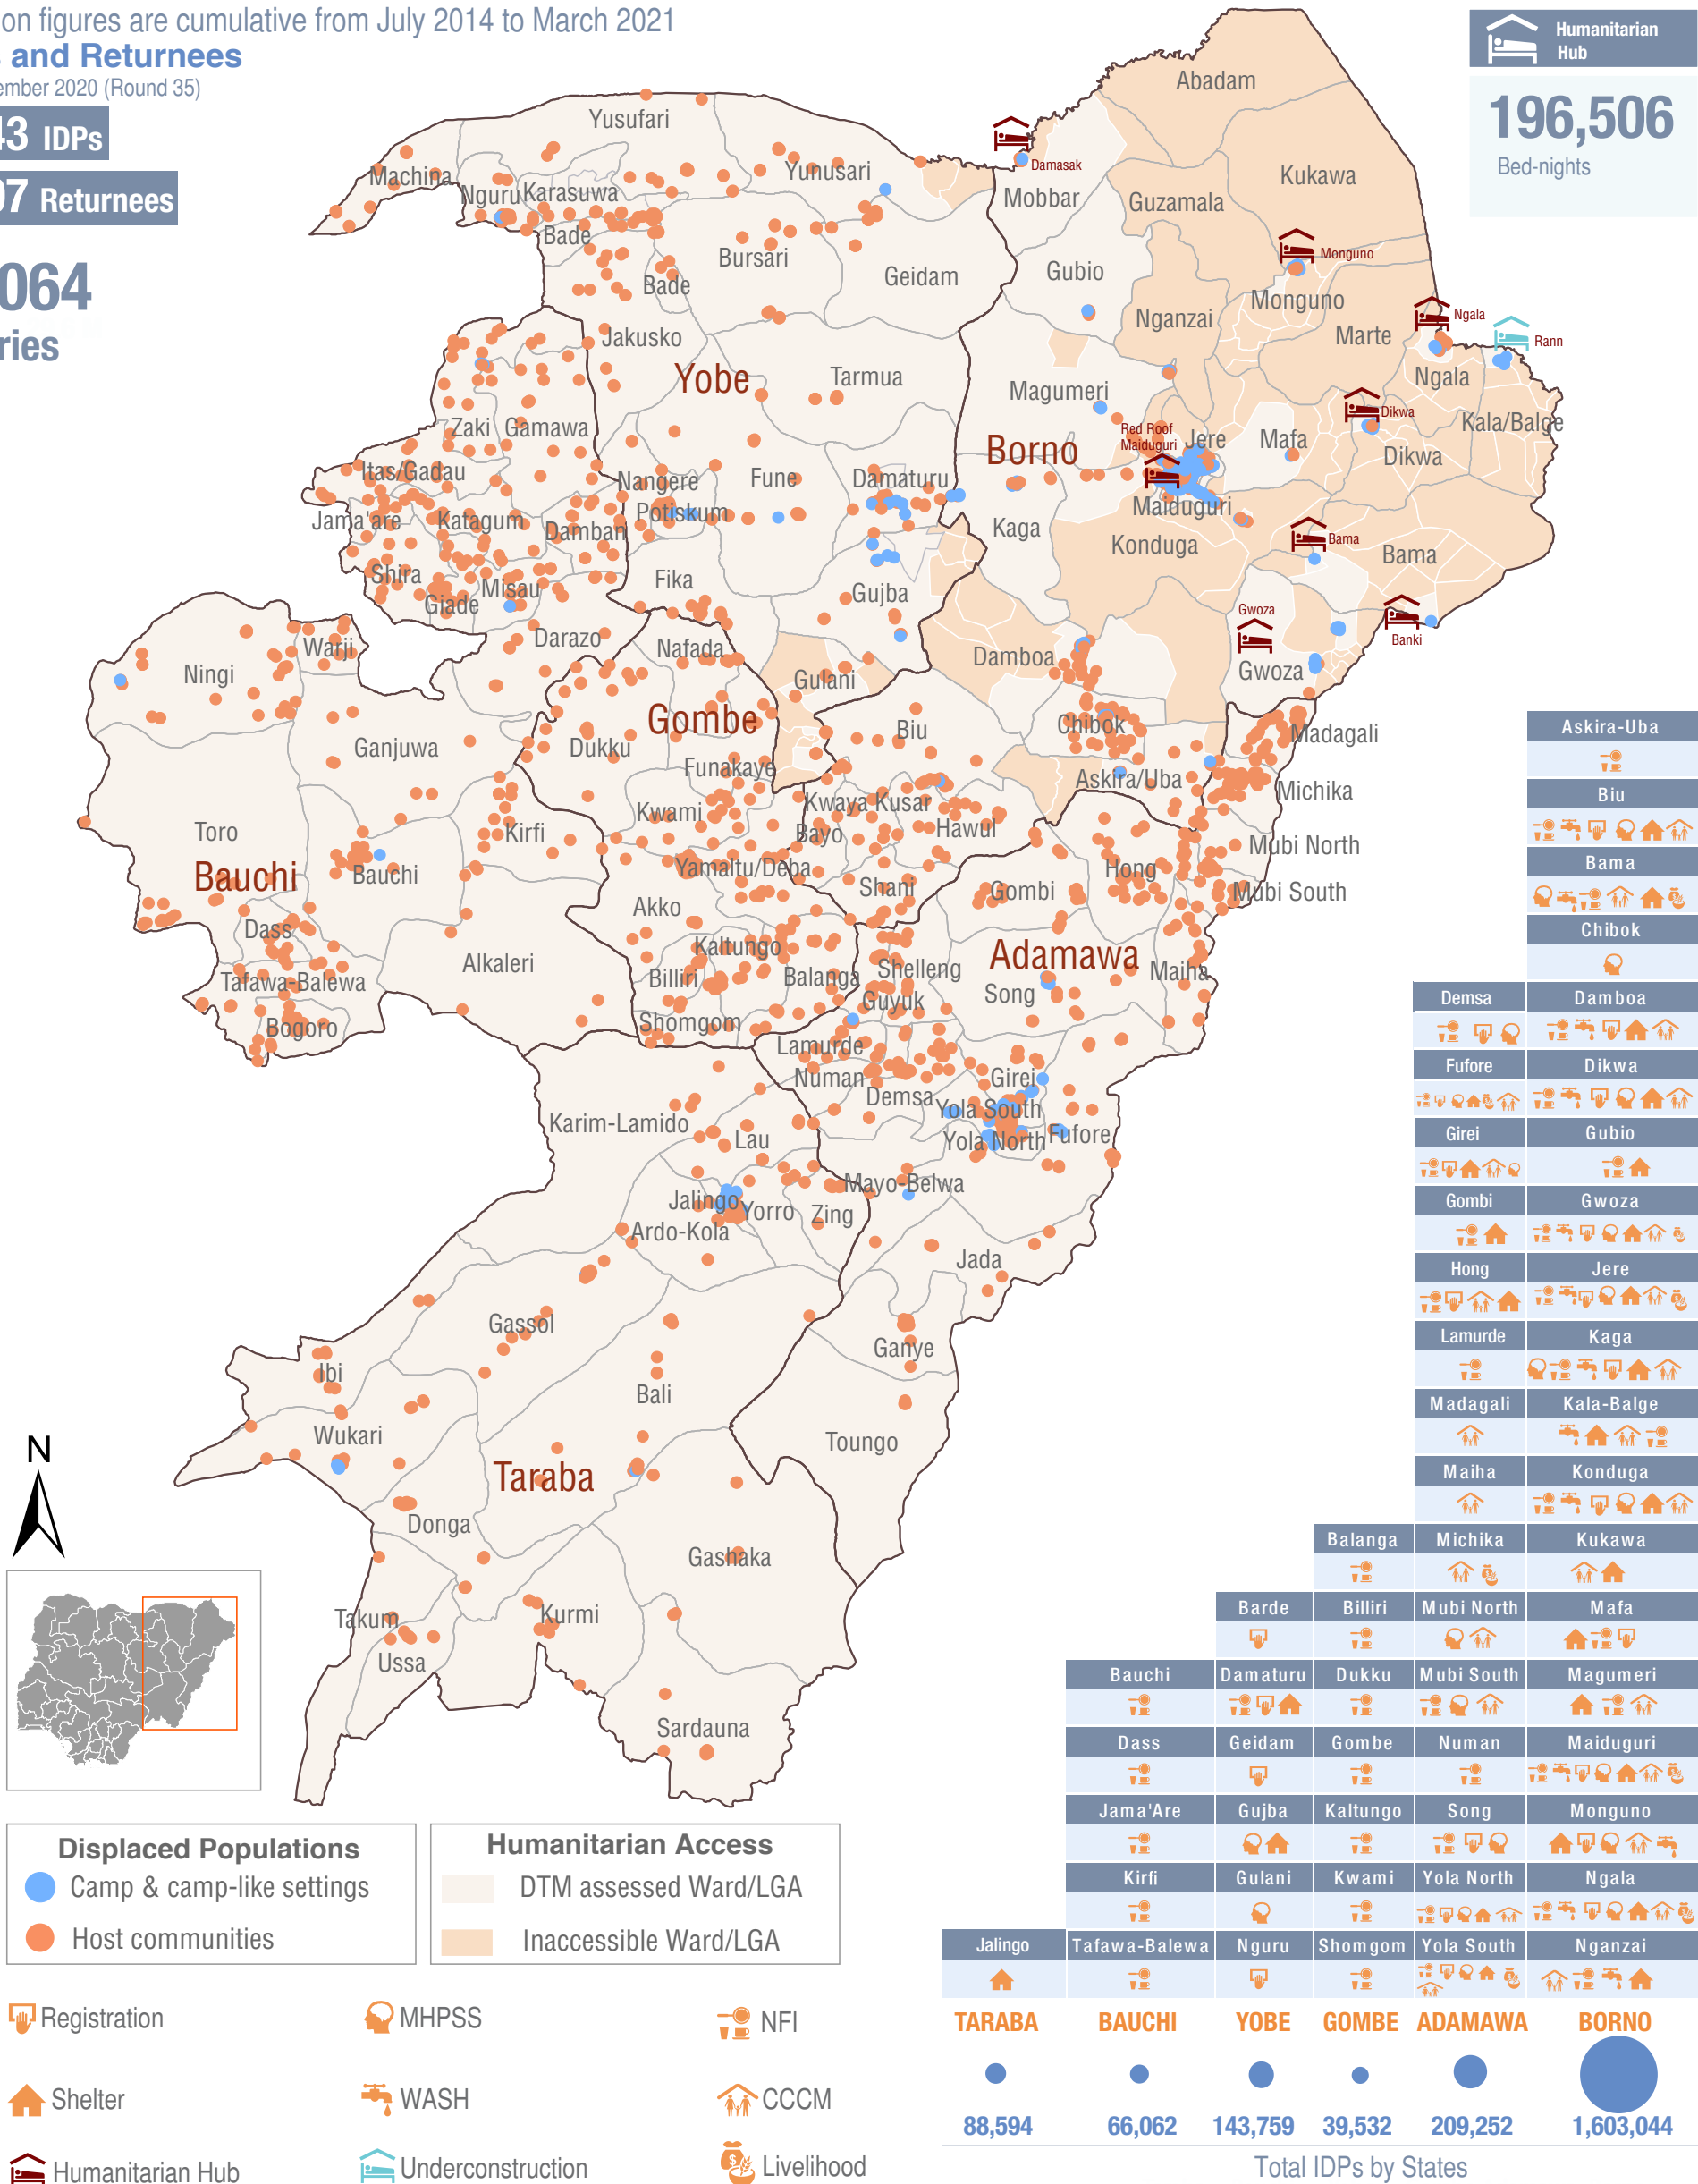 on figures are cumulative from July 2014 to March 2021
and Returnees
ember 2020 (Round 35)
43 IDPs
07 Returnees
064
ries
Humanitarian
Hub
196,506
Bed-nights
Abadam
Yusufari
Damasak
Machina
Yunusari
Kukawa
Nguru
Karasuwa
Mobbar
Guzamala
Bade
Bursari
Monguno
Geidam
Gubio
Bade
Monguno
Nganzai
Ngala
Marte
Rann
Jakusko
Yobe
Tarmua
Magumeri
Ngala
Dikwa
Zaki
Gamawa
Red Roof
Maiduguri
Jere
Mafa
Kala/Balge
Borno
Dikwa
Itas/Gadau
Nangere
Fune
Damaturu
Potiskum
Maiduguri
Jama'are
Katagum
Damban
Kaga
Konduga
Bama
Bama
Shira
Misau
Fika
Giade
Gujba
Gwoza
Banki
Darazo
Nafada
Warji
Damboa
Gwoza
Ningi
Gulani
Gombe
Biu
Chibok
Madagali
Ganjuwa
Dukku
Funakaye
Askira/Uba
Michika
Kwami
Kwaya Kusar
Toro
Kirfi
Bayo
Hawul
Mubi North
Bauchi
Bauchi
Yamaltu/Deba
Hong
Shani
Gombi
Mubi South
Akko
Dass
Kaltungo
Adamawa
Alkaleri
Billiri
Balanga
Shelleng
Maiha
Tafawa-Balewa
Guyuk
Song
Bogoro
Shomgom
Lamurde
Numan
Girei
Demsa
Yola South
Karim-Lamido
Lau
Yola North
Fufore
Mayo-Belwa
Jalingo
Yorro
Zing
Ardo-Kola
Jada
Gassol
Ganye
Ibi
Bali
Wukari
Toungo
N
Taraba
Donga
Gashaka
Takum
Kurmi
Ussa
Sardauna
Askira-Uba
Biu
Bama
Chibok
Demsa
Damboa
Fufore
Dikwa
Girei
Gubio
Gombi
Gwoza
Hong
Jere
Lamurde
Kaga
Madagali
Kala-Balge
Maiha
Konduga
Balanga
Michika
Kukawa
Barde
Billiri
Mubi North
Mafa
Bauchi
Damaturu
Dukku
Mubi South
Magumeri
Dass
Geidam
Gombe
Numan
Maiduguri
Jama'Are
Gujba
Kaltungo
Song
Monguno
Kirfi
Gulani
Kwami
Yola North
Ngala
Jalingo
Tafawa-Balewa
Nguru
Shomgom
Yola South
Nganzai
TARABA
BAUCHI
YOBE
GOMBE
ADAMAWA
BORNO
88,594
66,062
143,759
39,532
209,252
1,603,044
Total IDPs by States
Displaced Populations
Camp & camp-like settings
Host communities
Humanitarian Access
DTM assessed Ward/LGA
Inaccessible Ward/LGA
Registration
MHPSS
NFI
Shelter
WASH
CCCM
Humanitarian Hub
Underconstruction
Livelihood